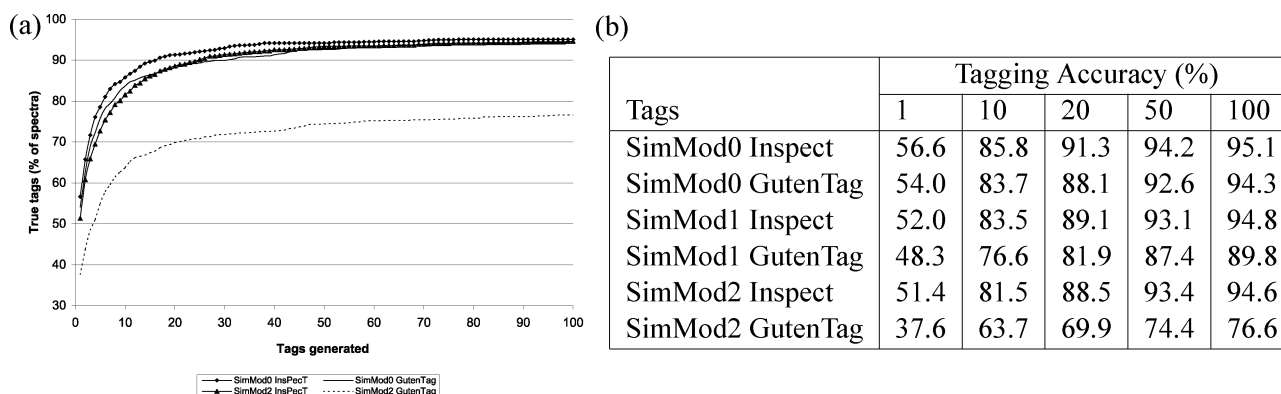 (a)
True tags (% of spectra)
100
90
80
70
60
50
40
30
0 10 20 30 40 50 60 70 80 90 100
Tags generated
SimMod0 InsPecT SimMod0 GutenTag
SimMod2 InsPecT SimMod2 GutenTag
(b)
Tagging Accuracy (%)
Tags 1 10 20 50 100
SimMod0 Inspect 56.6 85.8 91.3 94.2 95.1
SimMod0 GutenTag 54.0 83.7 88.1 92.6 94.3
SimMod1 Inspect 52.0 83.5 89.1 93.1 94.8
SimMod1 GutenTag 48.3 76.6 81.9 87.4 89.8
SimMod2 Inspect 51.4 81.5 88.5 93.4 94.6
SimMod2 GutenTag 37.6 63.7 69.9 74.4 76.6